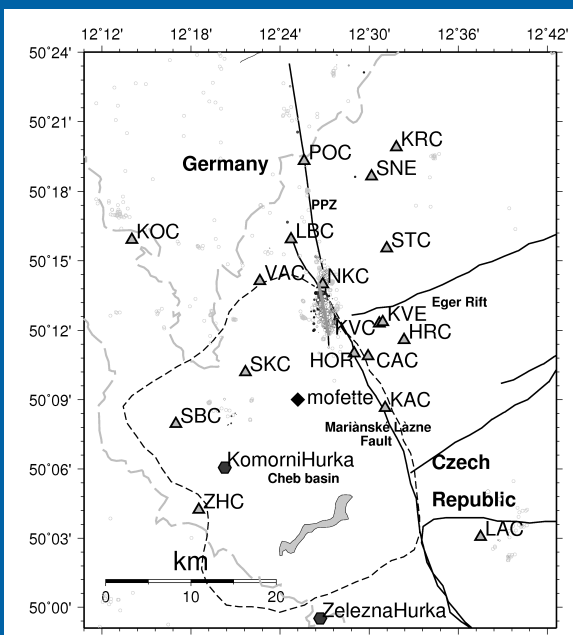 12°12' 12°18' 12°24' 12°30' 12°36' 12°42'
50°24'
50°21'
50°18'
50°15'
50°12'
50°09'
50°06'
50°03'
50°00'
KRC
POC
Germany
SNE
PPZ
KOC
LBC
STC
VAC
NKC
Eger Rift
KVE
KVC
HRC
HOR
CAC
SKC
mofette
KAC
SBC
Mariànské Làzne
Fault
KomorniHurka
Czech
Cheb basin
Republic
ZHC
LAC
km
0 10 20
ZeleznaHurka